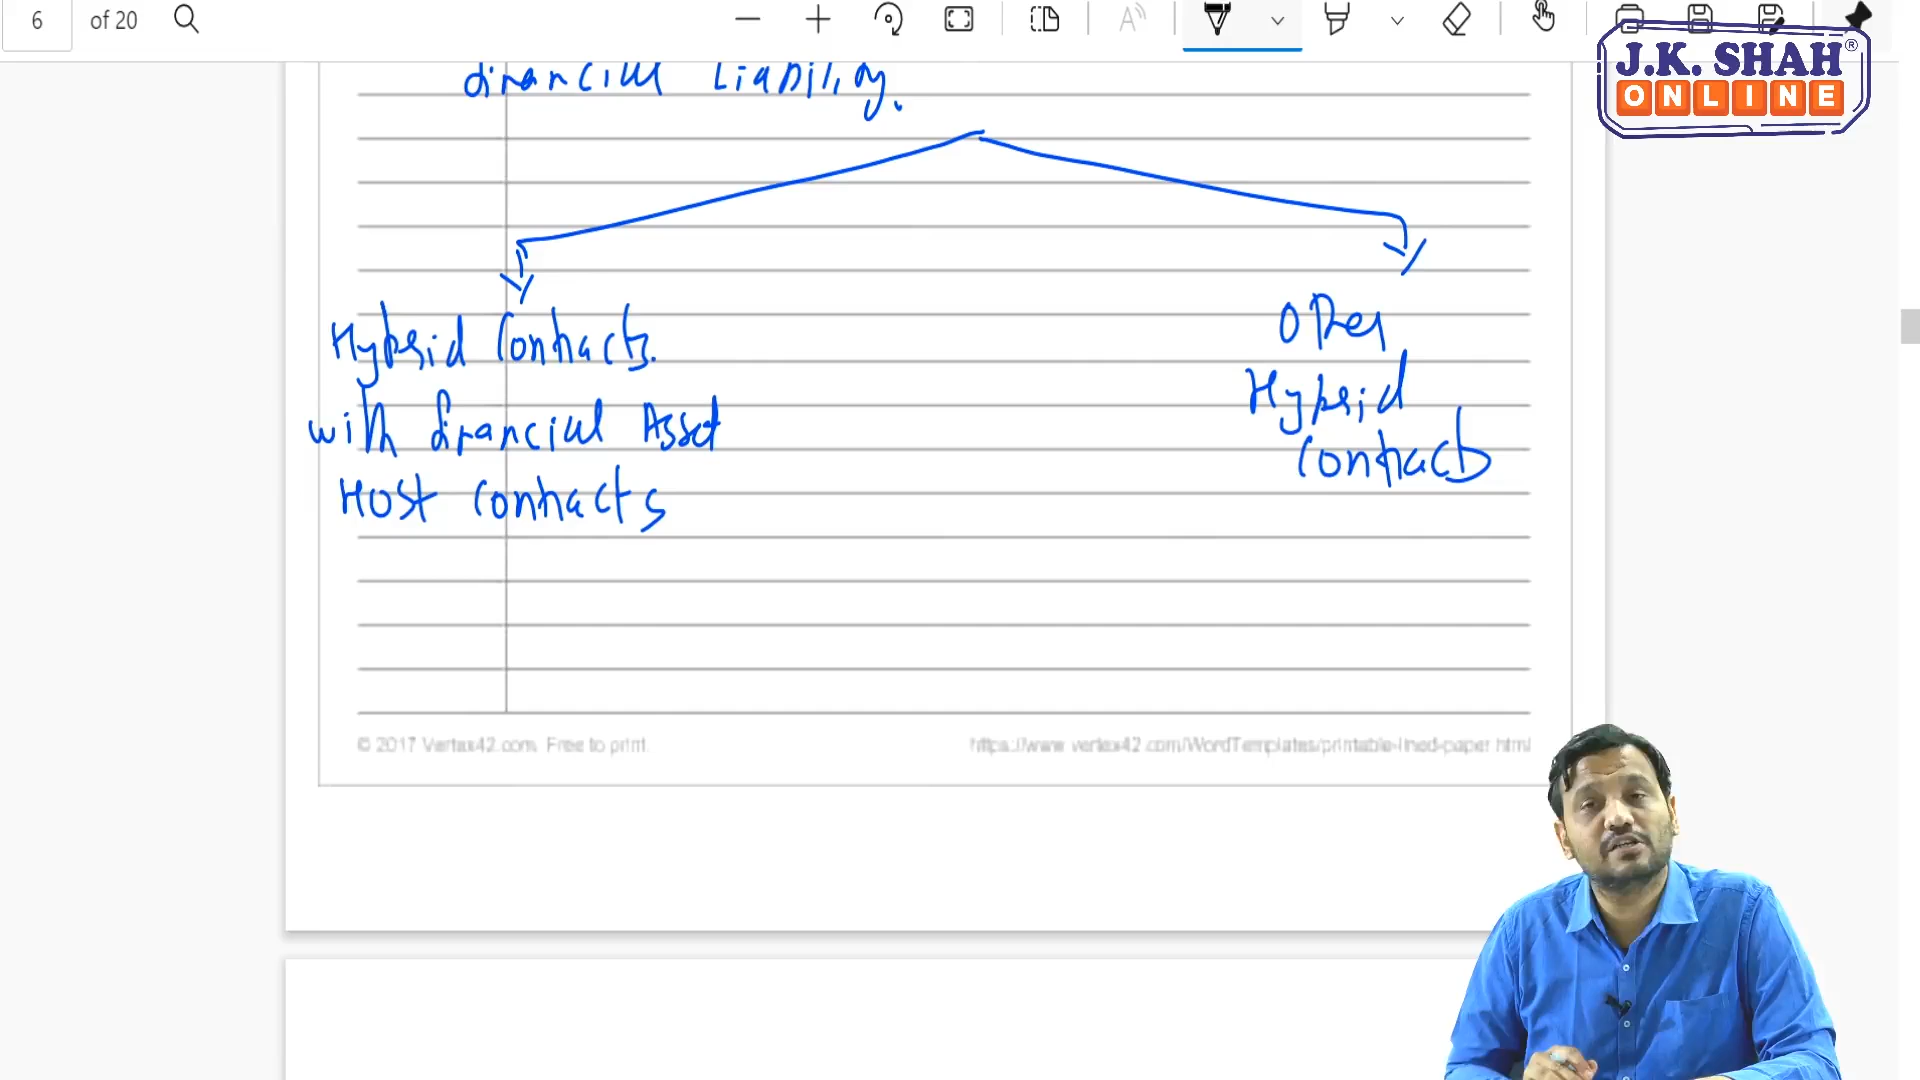 6 of 20
J.K. SHAH®
ONLINE
financial Liability.
Hybrid Contracts.
with financial Asset
Host Contracts
Other
Hybrid
Contracts
© 2017 Vertex42.com. Free to print.
https://www.vertex42.com/WordTemplates/printable-lined-paper.html